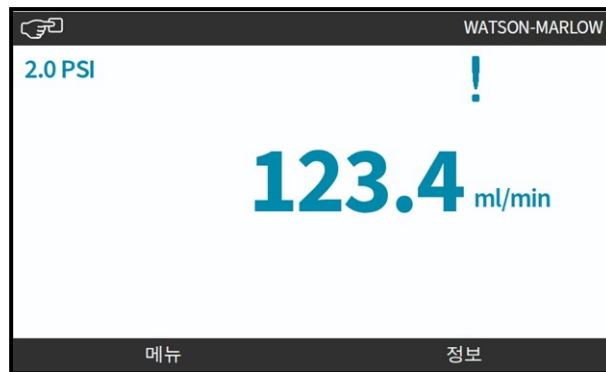 WATSON-MARLOW
2.0 PSI
!
123.4 ml/min
메뉴 정보